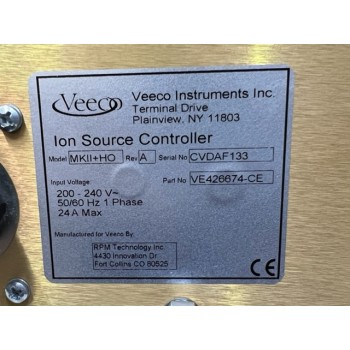 Veeco
Veeco Instruments Inc.
Terminal Drive
Plainview, NY 11803
Ion Source Controller
Model MKII+HO Rev A Serial No CVDAF133
Input Voltage Part No VE426674-CE
200 - 240 V~
50/60 Hz 1 Phase
24A Max
Manufactured for Veeco By
RPM Technology Inc.
4430 Innovation Dr
Fort Collins CO 80525
CE